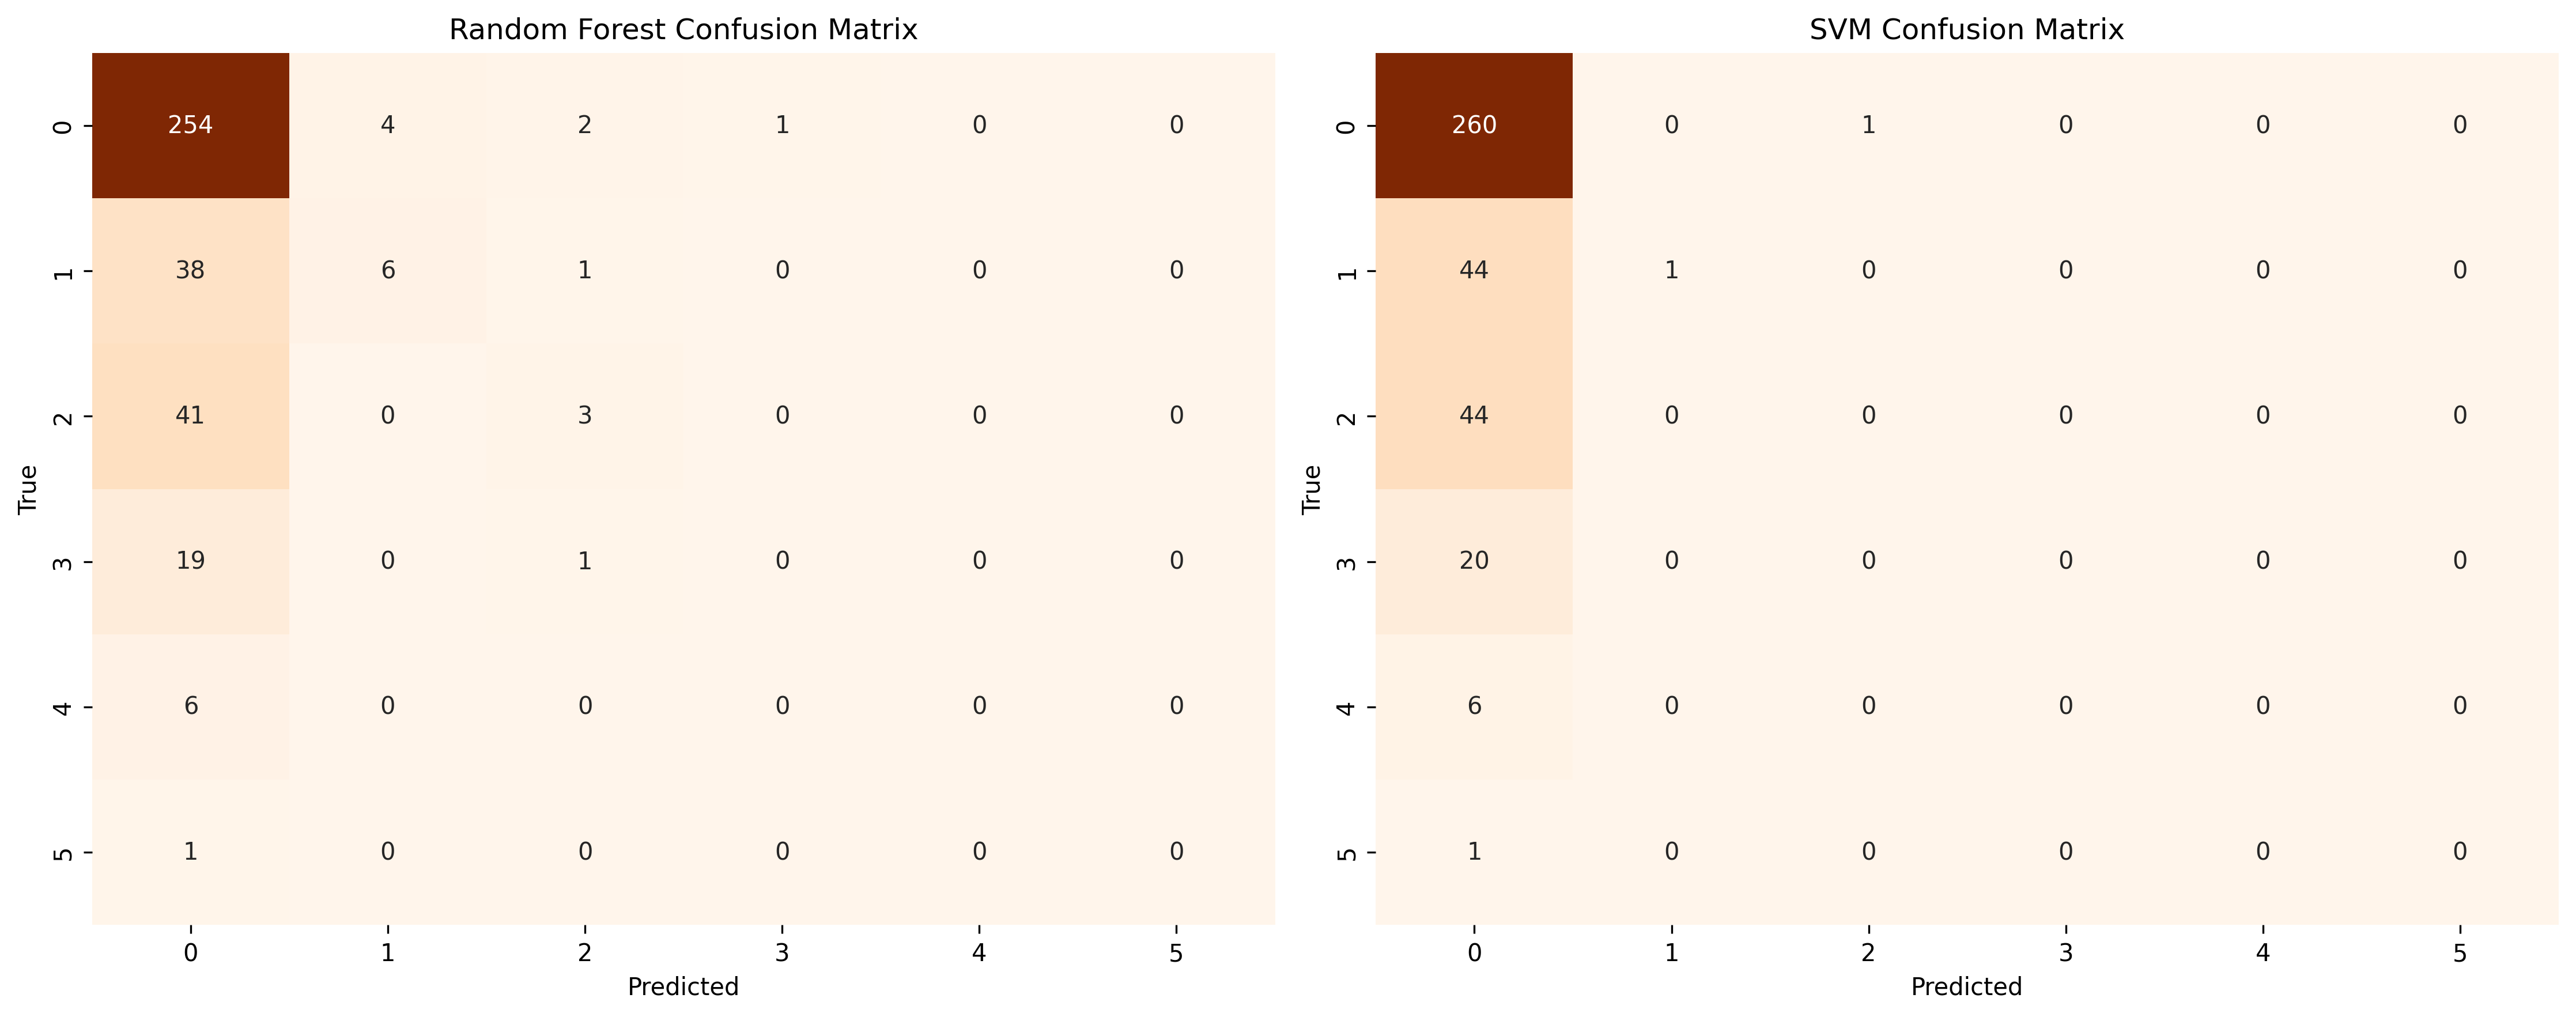 Random Forest Confusion Matrix
0 254 4 2 1 0 0
1 38 6 1 0 0 0
2 41 0 3 0 0 0
3 19 0 1 0 0 0
4 6 0 0 0 0 0
5 1 0 0 0 0 0
0 1 2 3 4 5
True
Predicted
SVM Confusion Matrix
0 260 0 1 0 0 0
1 44 1 0 0 0 0
2 44 0 0 0 0 0
3 20 0 0 0 0 0
4 6 0 0 0 0 0
5 1 0 0 0 0 0
0 1 2 3 4 5
True
Predicted